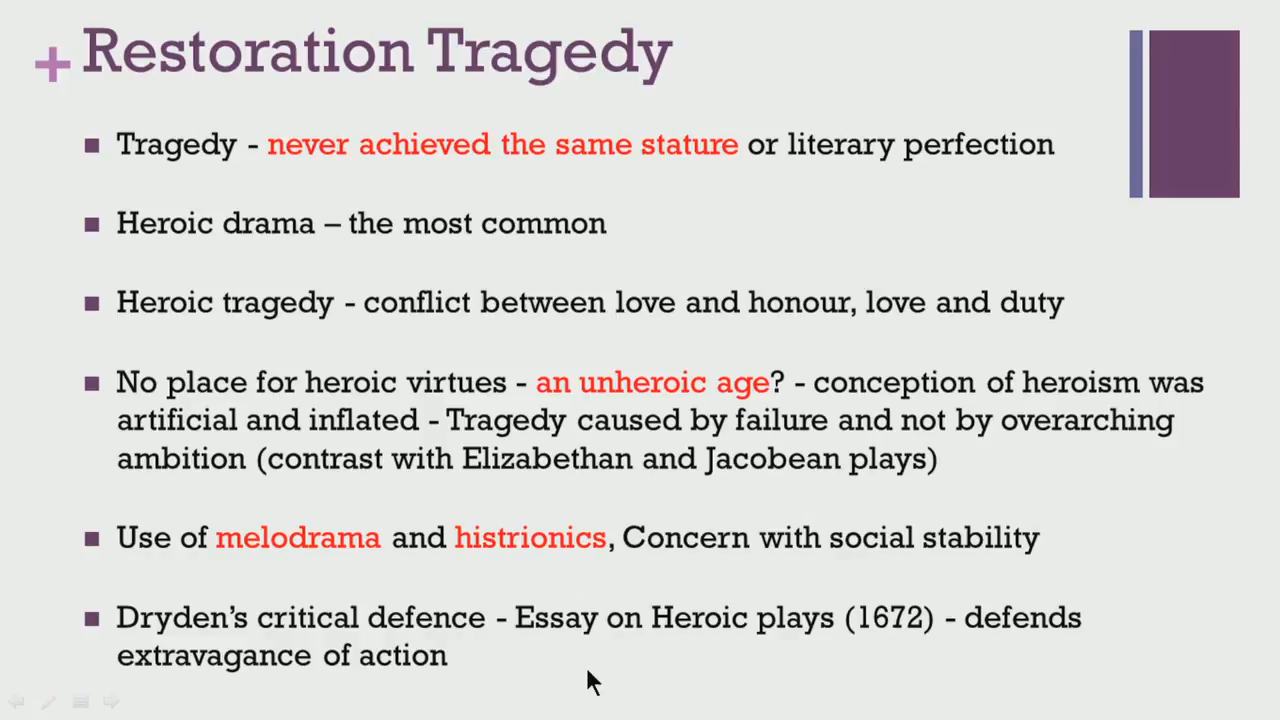 + Restoration Tragedy
■ Tragedy - never achieved the same stature or literary perfection
■ Heroic drama – the most common
■ Heroic tragedy - conflict between love and honour, love and duty
■ No place for heroic virtues - an unheroic age? - conception of heroism was
artificial and inflated - Tragedy caused by failure and not by overarching
ambition (contrast with Elizabethan and Jacobean plays)
■ Use of melodrama and histrionics, Concern with social stability
■ Dryden’s critical defence - Essay on Heroic plays (1672) - defends
extravagance of action